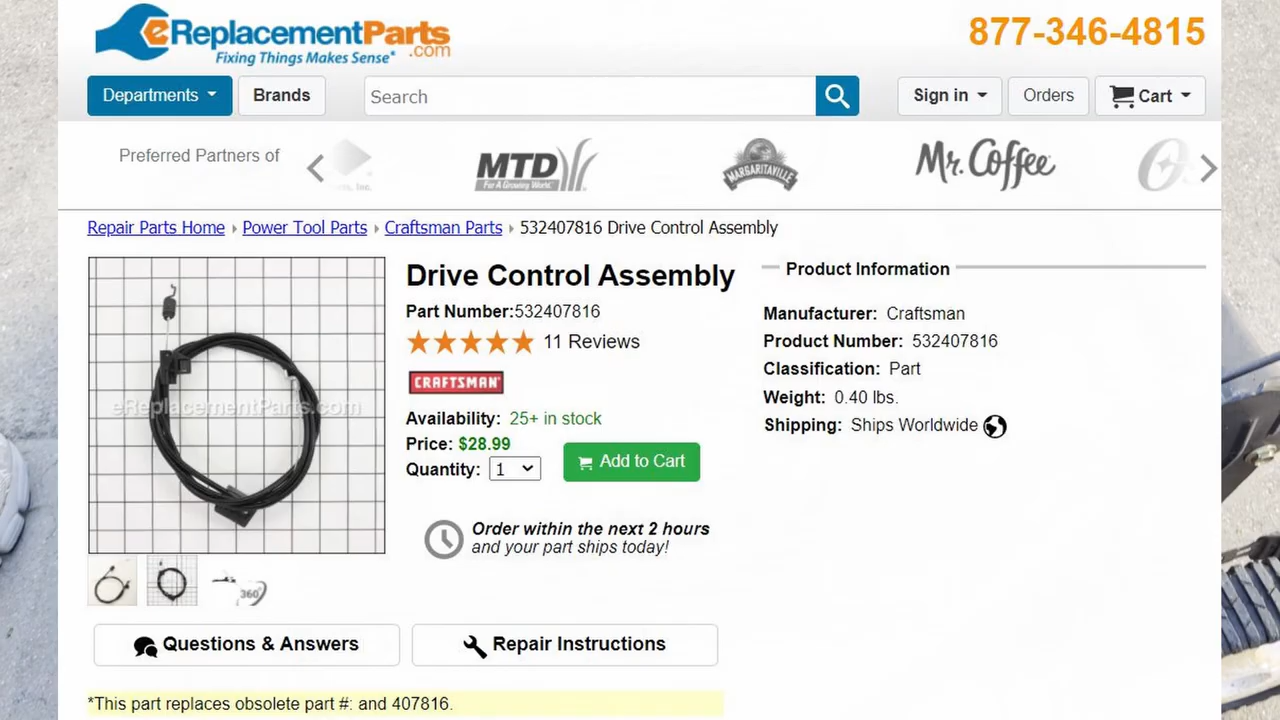 eReplacementParts
.com
Fixing Things Makes Sense*
877-346-4815
Departments
Brands
Search
Sign in
Orders
Cart
Preferred Partners of
MTD
For A Growing World.
MARGARITAVILLE
Mr. Coffee
Repair Parts Home
Power Tool Parts
Craftsman Parts
532407816 Drive Control Assembly
eReplacementParts.com
360°
Drive Control Assembly
Part Number:532407816
11 Reviews
CRAFTSMAN
Availability: 25+ in stock
Price: $28.99
Quantity: 1
Add to Cart
Order within the next 2 hours
and your part ships today!
Product Information
Manufacturer: Craftsman
Product Number: 532407816
Classification: Part
Weight: 0.40 lbs.
Shipping: Ships Worldwide
Questions & Answers
Repair Instructions
*This part replaces obsolete part #: and 407816.